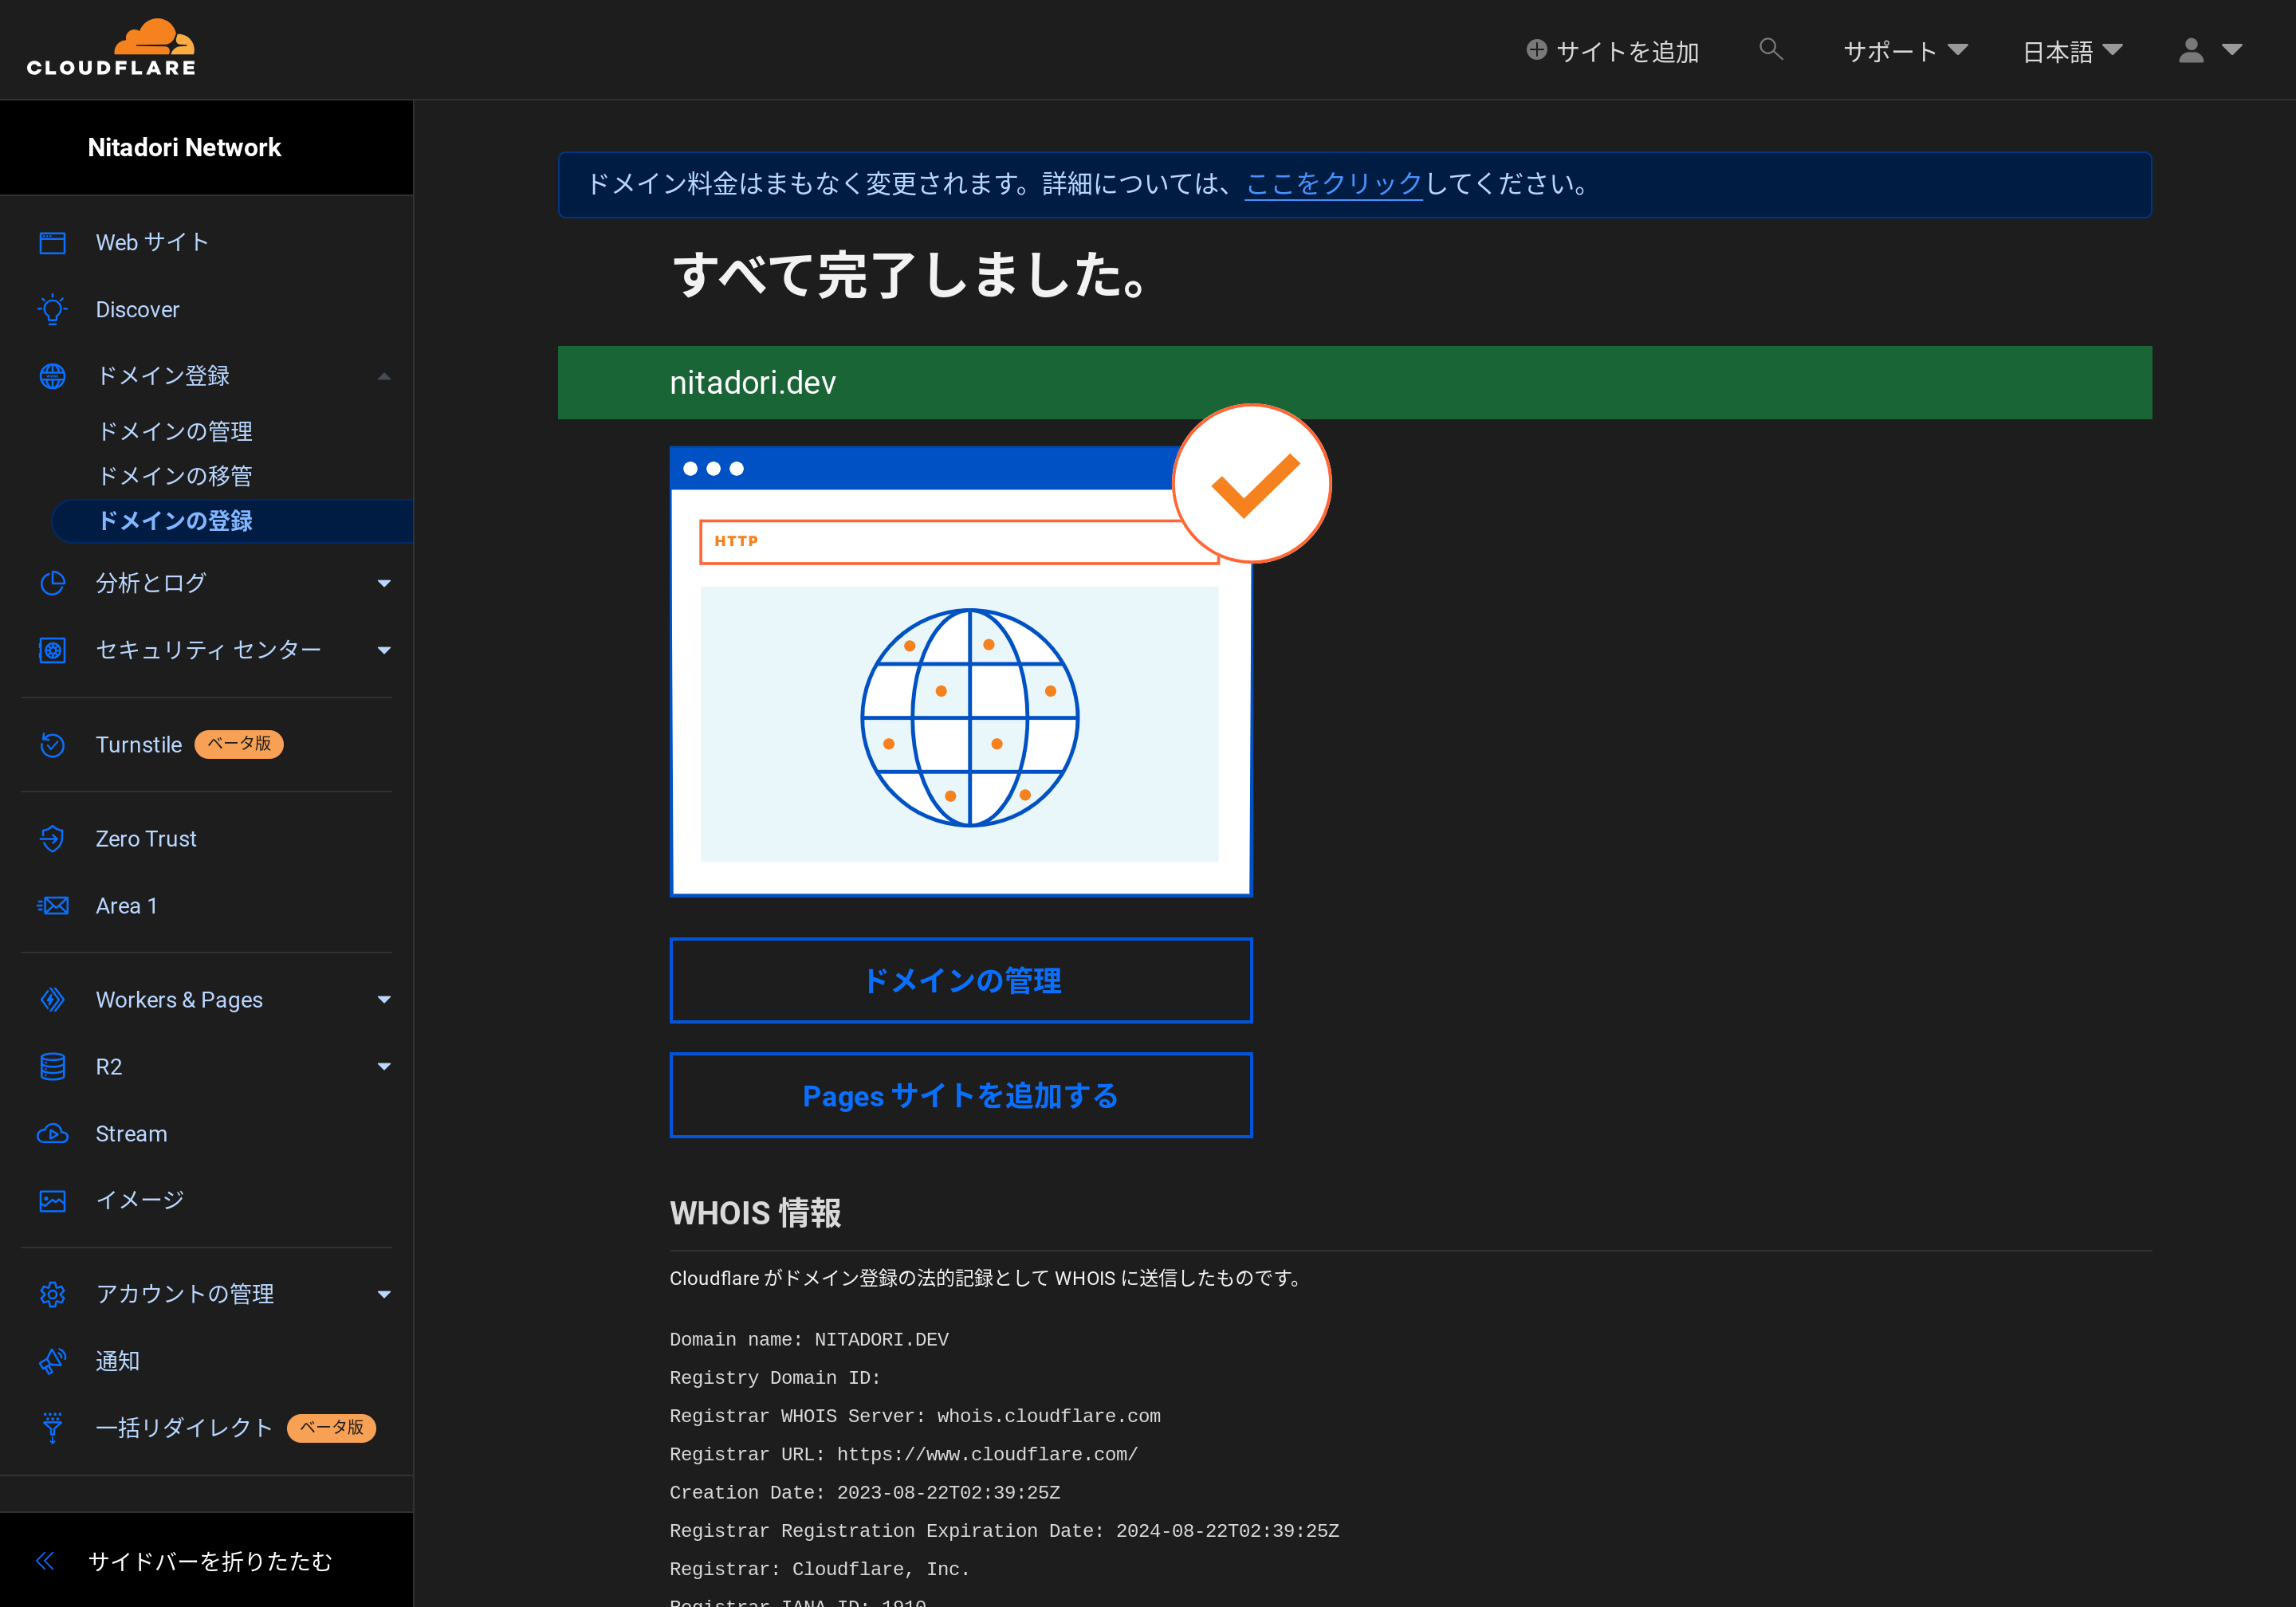 CLOUDFLARE
サイトを追加
サポート
日本語
Nitadori Network
Web サイト
Discover
ドメイン登録
ドメインの管理
ドメインの移管
ドメインの登録
分析とログ
セキュリティ センター
Turnstile ベータ版
Zero Trust
Area 1
Workers & Pages
R2
Stream
イメージ
アカウントの管理
通知
一括リダイレクト ベータ版
サイドバーを折りたたむ
ドメイン料金はまもなく変更されます。詳細については、ここをクリックしてください。
すべて完了しました。
nitadori.dev
HTTP
ドメインの管理
Pages サイトを追加する
WHOIS 情報
Cloudflare がドメイン登録の法的記録として WHOIS に送信したものです。
Domain name: NITADORI.DEV
Registry Domain ID:
Registrar WHOIS Server: whois.cloudflare.com
Registrar URL: https://www.cloudflare.com/
Creation Date: 2023-08-22T02:39:25Z
Registrar Registration Expiration Date: 2024-08-22T02:39:25Z
Registrar: Cloudflare, Inc.
Registrar IANA ID: 1910